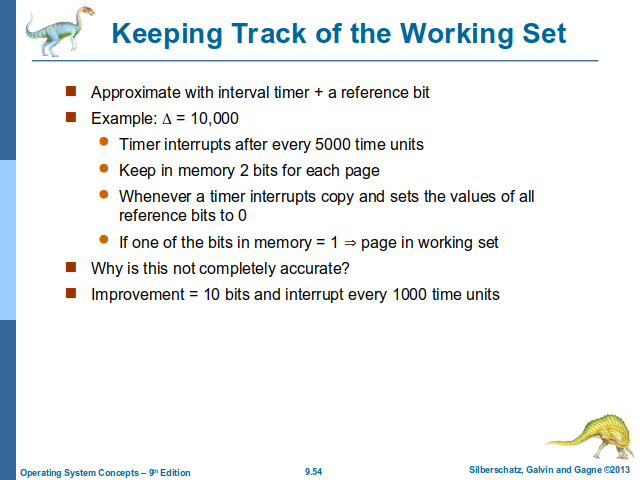 Keeping Track of the Working Set
Approximate with interval timer + a reference bit
Example: Δ = 10,000
Timer interrupts after every 5000 time units
Keep in memory 2 bits for each page
Whenever a timer interrupts copy and sets the values of all
reference bits to 0
If one of the bits in memory = 1 ⇒ page in working set
Why is this not completely accurate?
Improvement = 10 bits and interrupt every 1000 time units
Operating System Concepts – 9th Edition
9.54
Silberschatz, Galvin and Gagne ©2013